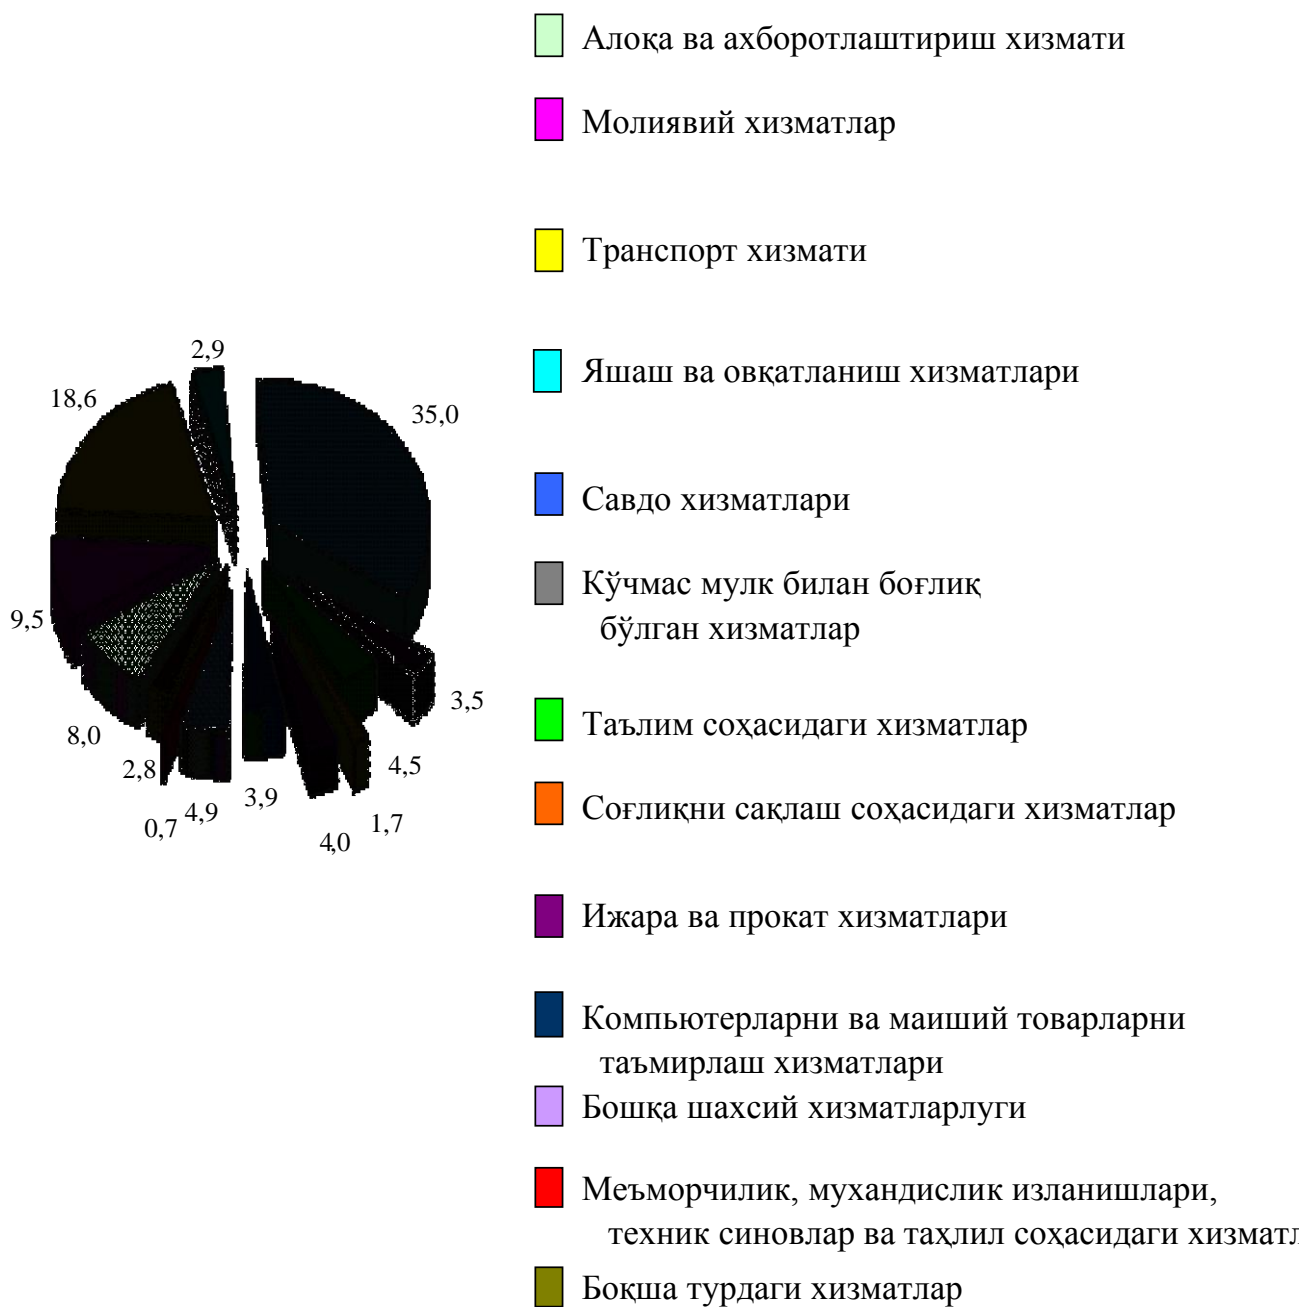 Алоқа ва ахборотлаштириш хизмати
Молиявий хизматлар
Транспорт хизмати
Яшаш ва овқатланиш хизматлари
Савдо хизматлари
Кўчмас мулк билан боғлиқ
бўлган хизматлар
Таълим соҳасидаги хизматлар
Соғлиқни сақлаш соҳасидаги хизматлар
Ижара ва прокат хизматлари
Компьютерларни ва маиший товарларни
таъмирлаш хизматлари
Бошқа шахсий хизматларлуги
Меъморчилик, мухандислик изланишлари,
техник синовлар ва таҳлил соҳасидаги хизматл
Боқша турдаги хизматлар
2,9
18,6
35,0
9,5
3,5
8,0
2,8
4,5
0,7
4,9
3,9
1,7
4,0